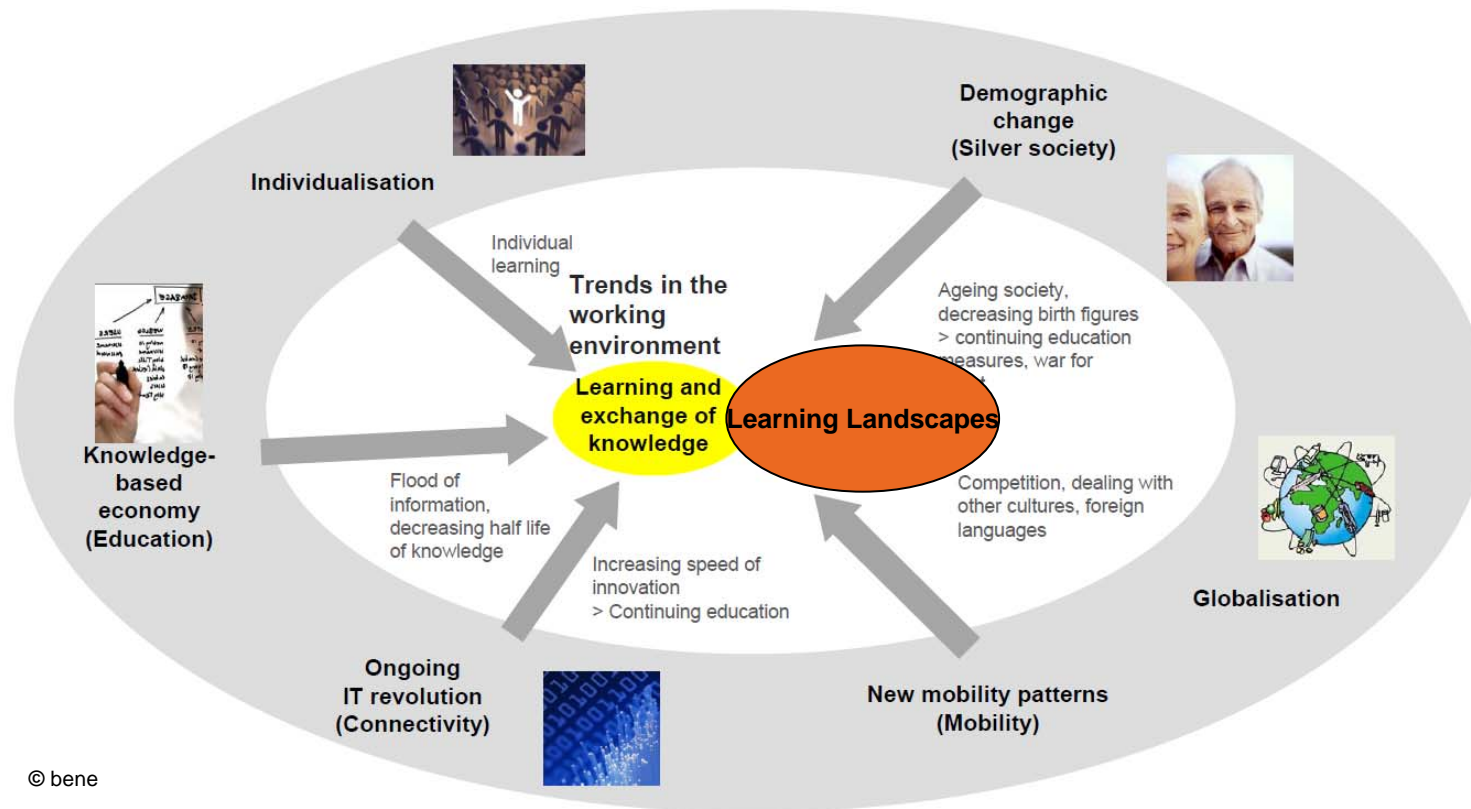 Individualisation
Demographic
change
(Silver society)
Individual
learning
Trends in the
working
environment
Ageing society,
decreasing birth figures
> continuing education
measures, war for
Learning and
exchange of
knowledge
Learning Landscapes
Knowledge-
based
economy
(Education)
Flood of
information,
decreasing half life
of knowledge
Competition, dealing with
other cultures, foreign
languages
Increasing speed of
innovation
> Continuing education
Globalisation
Ongoing
IT revolution
(Connectivity)
New mobility patterns
(Mobility)
© bene